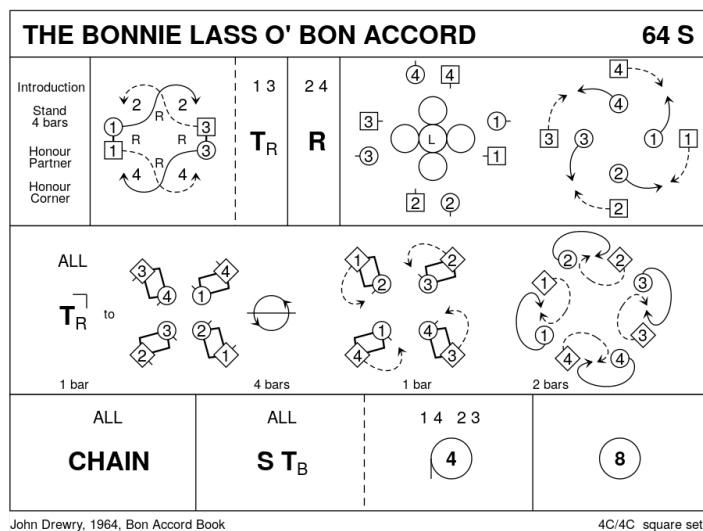 THE BONNIE LASS O' BON ACCORD 64 S
Introduction
Stand
4 bars
Honour
Partner
Honour
Corner
2 2
R
1 R R 3
1 3
R
4 4
1 3
TR
2 4
R
4 4
3 1
L
3 1
2 2
4
4
3 3 1 1
2
2
ALL
TR to
1 bar
3 4
4 1
3 2
2 1
4 bars
1 2
2 3
1 4
4 3
1 bar
2 2
1 3
1 3
4 4
2 bars
ALL
CHAIN
ALL
S TB
1 4 2 3
4
8
John Drewry, 1964, Bon Accord Book 4C/4C square set